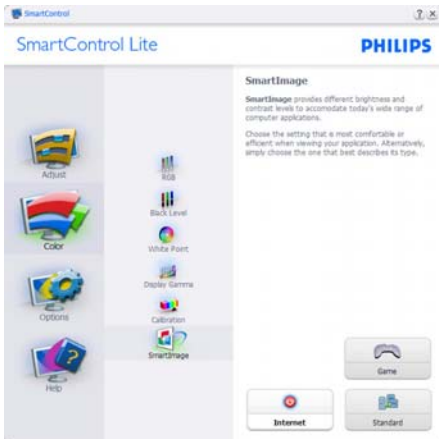 SmartControl
SmartControl Lite
PHILIPS
Adjust
Color
Options
Help
RGB
Black Level
White Point
Display Gamma
Calibration
SmartImage
SmartImage
SmartImage provides different brightness and
contrast levels to accomodate today's wide range of
computer applications.
Choose the setting that is most comfortable or
efficient when viewing your application. Alternatively,
simply choose the one that best describes its type.
Game
Internet
Standard